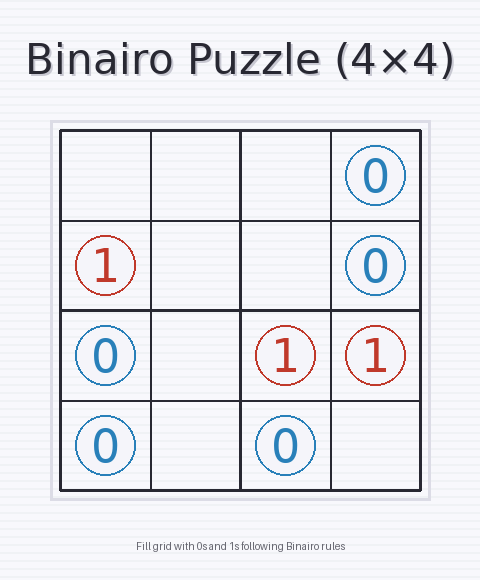 Binairo Puzzle (4×4)
0
1 0
0 1 1
0 0
Fill grid with 0s and 1s following Binairo rules